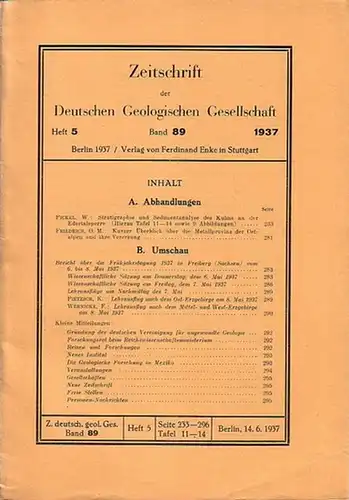 Zeitschrift
der
Deutschen Geologischen Gesellschaft
Heft 5 Band 89 1937
Berlin 1937 / Verlag von Ferdinand Enke in Stuttgart
INHALT
A. Abhandlungen
Seite
PICKEL, W.: Stratigraphie und Sedimentanalyse des Kulms an der
Edertalsperre (Hierzu Tafel 11—14 sowie 9 Abbildungen) 233
FRIEDRICH, O. M.: Kurzer Überblick über die Metallprovinz der Ost-
alpen und ihre Vererzung 281
B. Umschau
Bericht über die Frühjahrstagung 1937 in Freiberg (Sachsen) vom
6. bis 8. Mai 1937 283
Wissenschaftliche Sitzung am Donnerstag, dem 6. Mai 1937 283
Wissenschaftliche Sitzung am Freitag, dem 7. Mai 1937 286
Lehrausflüge am Nachmittag des 7. Mai 288
PIETZSCH, K.: Lehrausflug nach dem Ost-Erzgebirge am 8. Mai 1937 289
WERNICKE, F.: Lehrausflug nach dem Mittel- und West-Erzgebirge
am 9. Mai 1937 290
Kleine Mitteilungen
Gründung der deutschen Vereinigung für angewandte Geologie 292
Forschungsrat beim Reichswissenschaftsministerium 292
Reisen und Forschungen 292
Neues Institut 293
Die Geologische Forschung in Mexiko 293
Veranstaltungen 294
Gesellschaften 295
Neue Zeitschrift 295
Freie Stellen 295
Personen-Nachrichten 295
Z. deutsch. geol. Ges.
Band 89
Heft 5
Seite 233—296
Tafel 11—14
Berlin, 14. 6. 1937